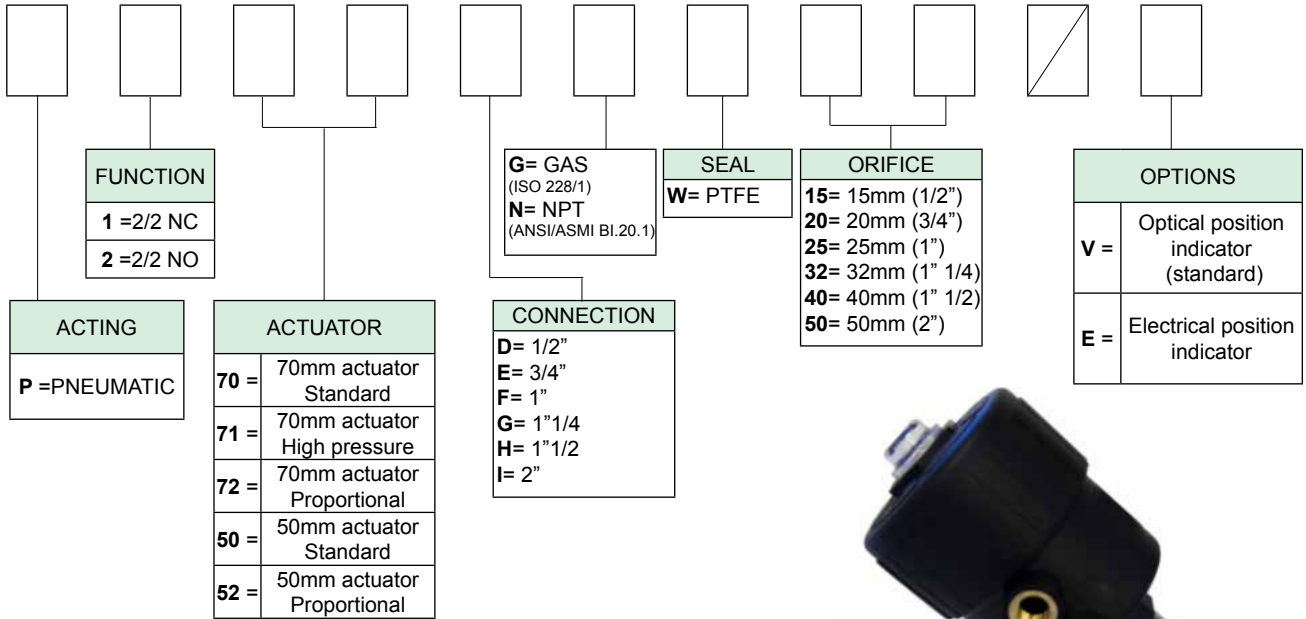 FUNCTION
1 =2/2 NC
2 =2/2 NO
ACTING
P =PNEUMATIC
ACTUATOR
70 = 70mm actuator
Standard
71 = 70mm actuator
High pressure
72 = 70mm actuator
Proportional
50 = 50mm actuator
Standard
52 = 50mm actuator
Proportional
G= GAS
(ISO 228/1)
N= NPT
(ANSI/ASMI BI.20.1)
CONNECTION
D= 1/2”
E= 3/4”
F= 1”
G= 1”1/4
H= 1”1/2
I= 2”
SEAL
W= PTFE
ORIFICE
15= 15mm (1/2”)
20= 20mm (3/4”)
25= 25mm (1”)
32= 32mm (1” 1/4)
40= 40mm (1” 1/2)
50= 50mm (2”)
OPTIONS
V = Optical position
indicator
(standard)
E = Electrical position
indicator